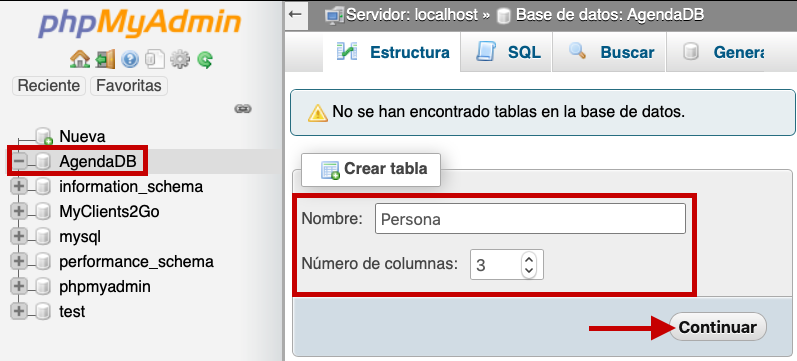 phpMyAdmin
Reciente Favoritas
Nueva
AgendaDB
information_schema
MyClients2Go
mysql
performance_schema
phpmyadmin
test
Servidor: localhost » Base de datos: AgendaDB
Estructura SQL Buscar Genera
No se han encontrado tablas en la base de datos.
Crear tabla
Nombre: Persona
Número de columnas: 3
Continuar